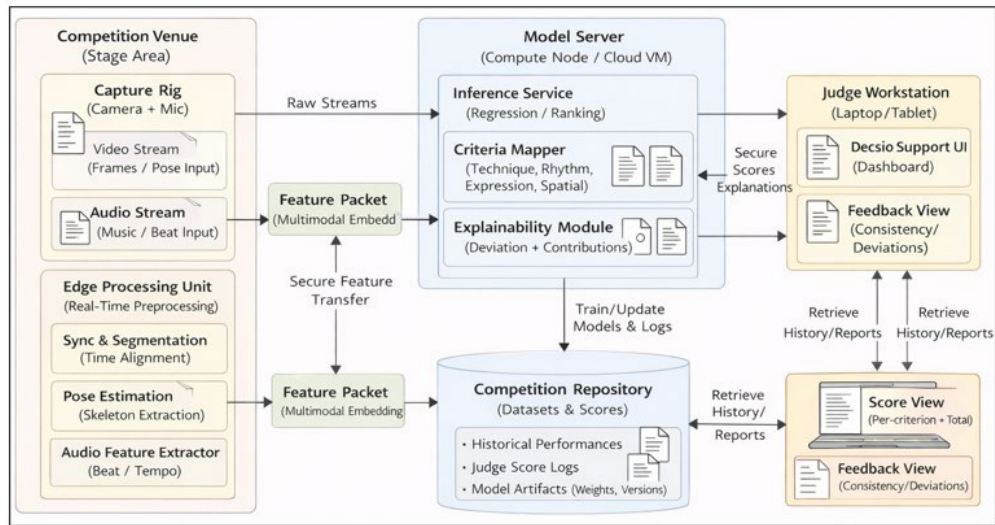 Competition Venue
(Stage Area)
Capture Rig
(Camera + Mic)
Video Stream
(Frames / Pose Input)
Audio Stream
(Music / Beat Input)
Edge Processing Unit
(Real-Time Preprocessing)
Sync & Segmentation
(Time Alignment)
Pose Estimation
(Skeleton Extraction)
Audio Feature Extractor
(Beat / Tempo)
Raw Streams
Feature Packet
(Multimodal Embedd
Secure Feature
Transfer
Feature Packet
(Multimodal Embedding
Model Server
(Compute Node / Cloud VM)
Inference Service
(Regression / Ranking)
Criteria Mapper
(Technique, Rhythm,
Expression, Spatial)
Explainability Module
(Deviation + Contributions)
Train/Update
Models & Logs
Competition Repository
(Datasets & Scores)
• Historical Performances
• Judge Score Logs
• Model Artifacts (Weights, Versions)
Secure
Scores
Explanations
Judge Workstation
(Laptop/Tablet)
Decsio Support UI
(Dashboard)
Feedback View
(Consistency/
Deviations)
Retrieve
History/Reports
Retrieve
History/Reports
Retrieve
History/
Reports
Score View
(Per-criterion + Total)
Feedback View
(Consistency/Deviations)